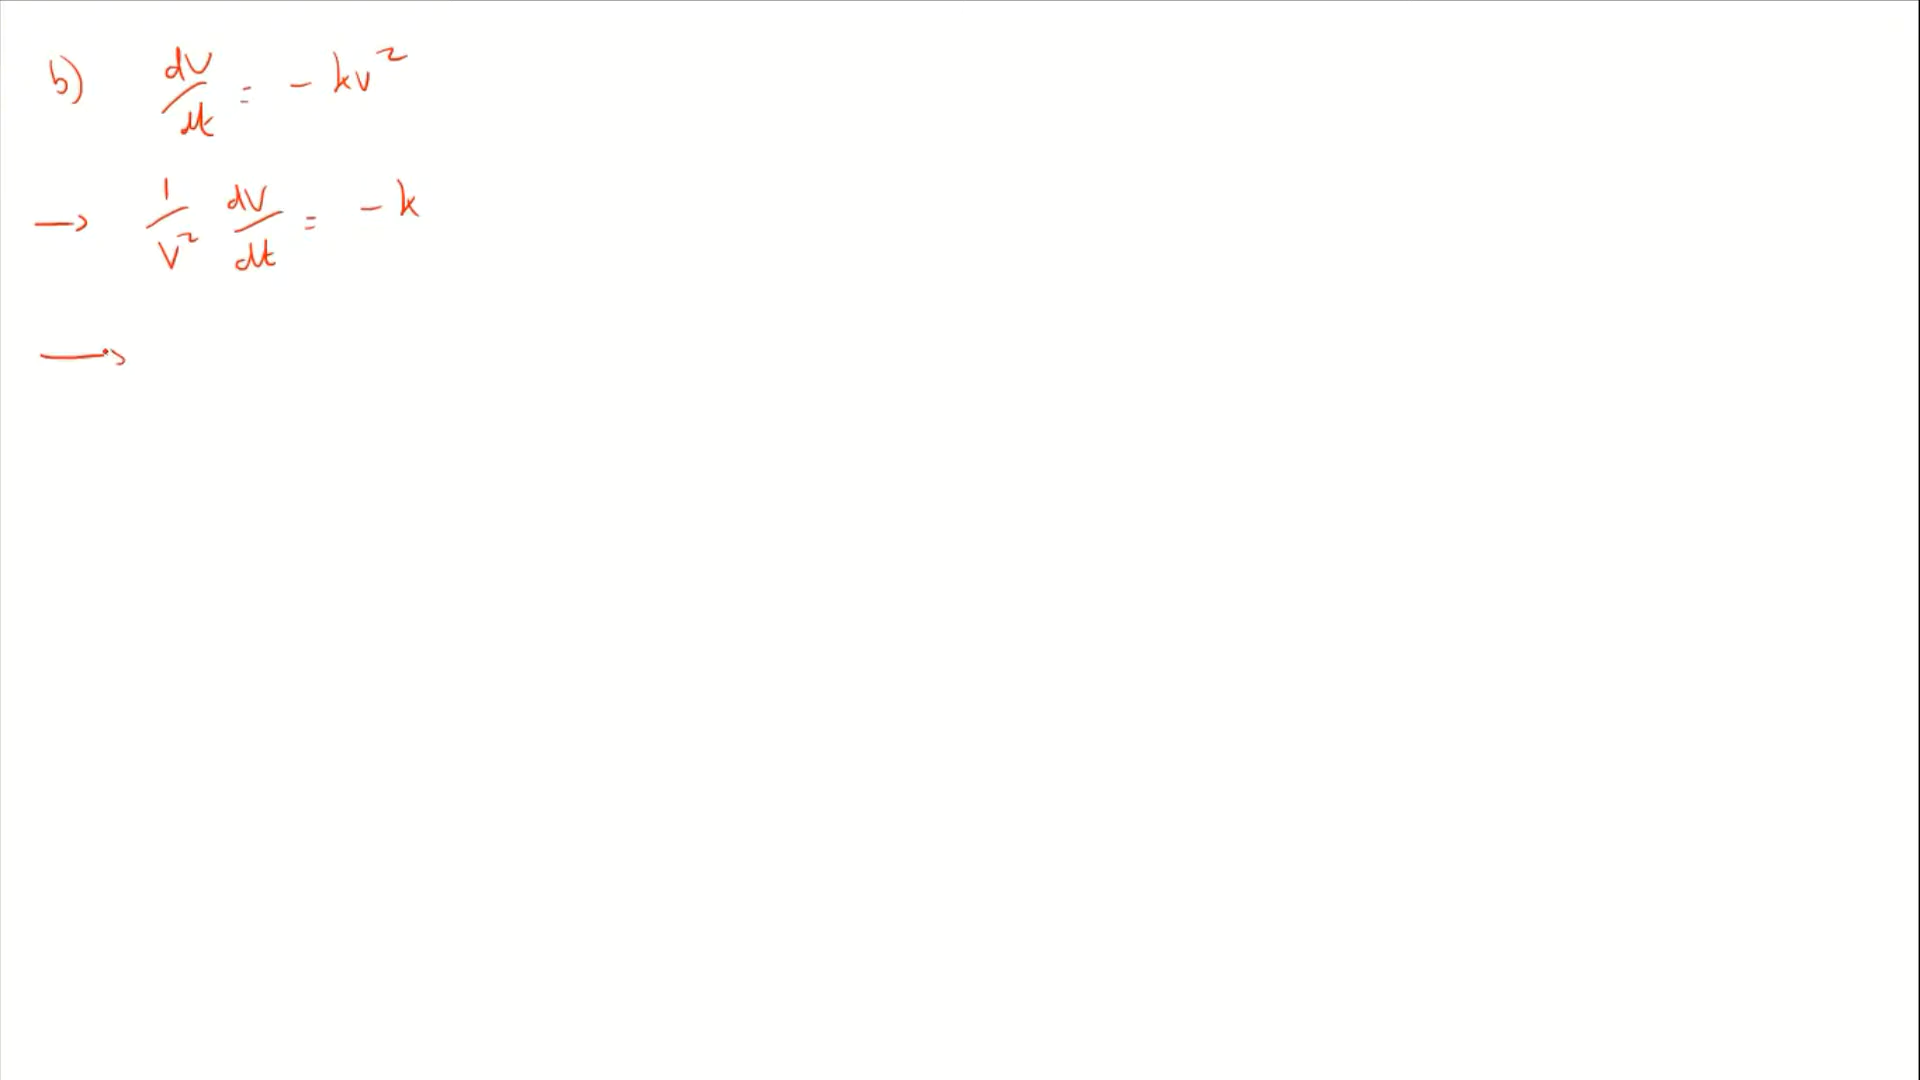 b) dV/dt = - kv²
→ 1/V² dV/dt = - k
→